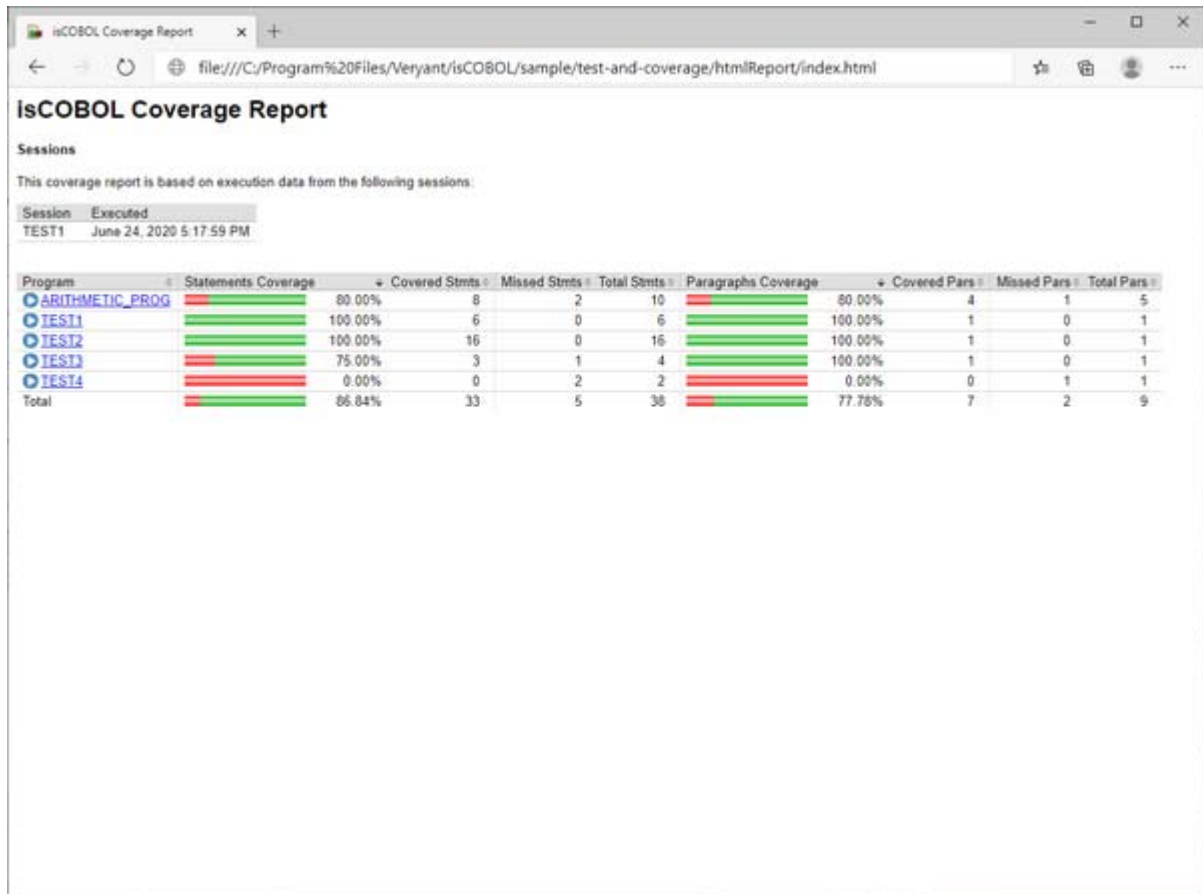 isCOBOL Coverage Report
file:///C:/Program%20Files/Veryant/isCOBOL/sample/test-and-coverage/htmlReport/index.html
isCOBOL Coverage Report
Sessions
This coverage report is based on execution data from the following sessions:
Session Executed
TEST1 June 24, 2020 5:17:59 PM
Program Statements Coverage Covered Stmts Missed Stmts Total Stmts Paragraphs Coverage Covered Pars Missed Pars Total Pars
ARITHMETIC_PROG 80.00% 8 2 10 80.00% 4 1 5
TEST1 100.00% 6 0 6 100.00% 1 0 1
TEST2 100.00% 16 0 16 100.00% 1 0 1
TEST3 75.00% 3 1 4 100.00% 1 0 1
TEST4 0.00% 0 2 2 0.00% 0 1 1
Total 86.84% 33 5 38 77.78% 7 2 9